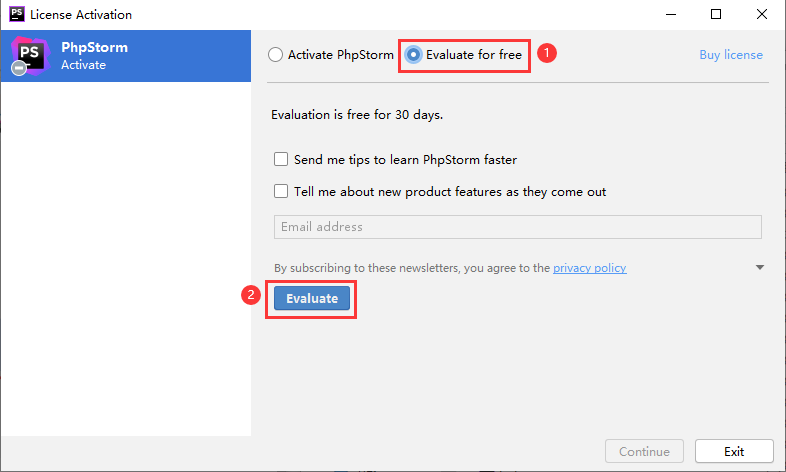 PS License Activation
PS PhpStorm
Activate
Activate PhpStorm Evaluate for free 1 Buy license
Evaluation is free for 30 days.
Send me tips to learn PhpStorm faster
Tell me about new product features as they come out
Email address
By subscribing to these newsletters, you agree to the privacy policy
2 Evaluate
Continue Exit